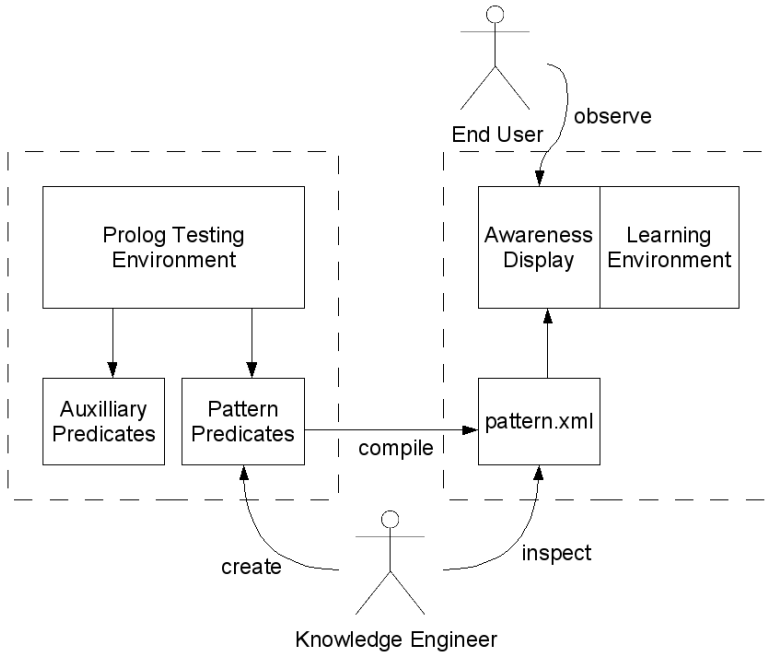 End User
observe
Prolog Testing
Environment
Awareness
Display
Learning
Environment
Auxilliary
Predicates
Pattern
Predicates
compile
pattern.xml
create
inspect
Knowledge Engineer